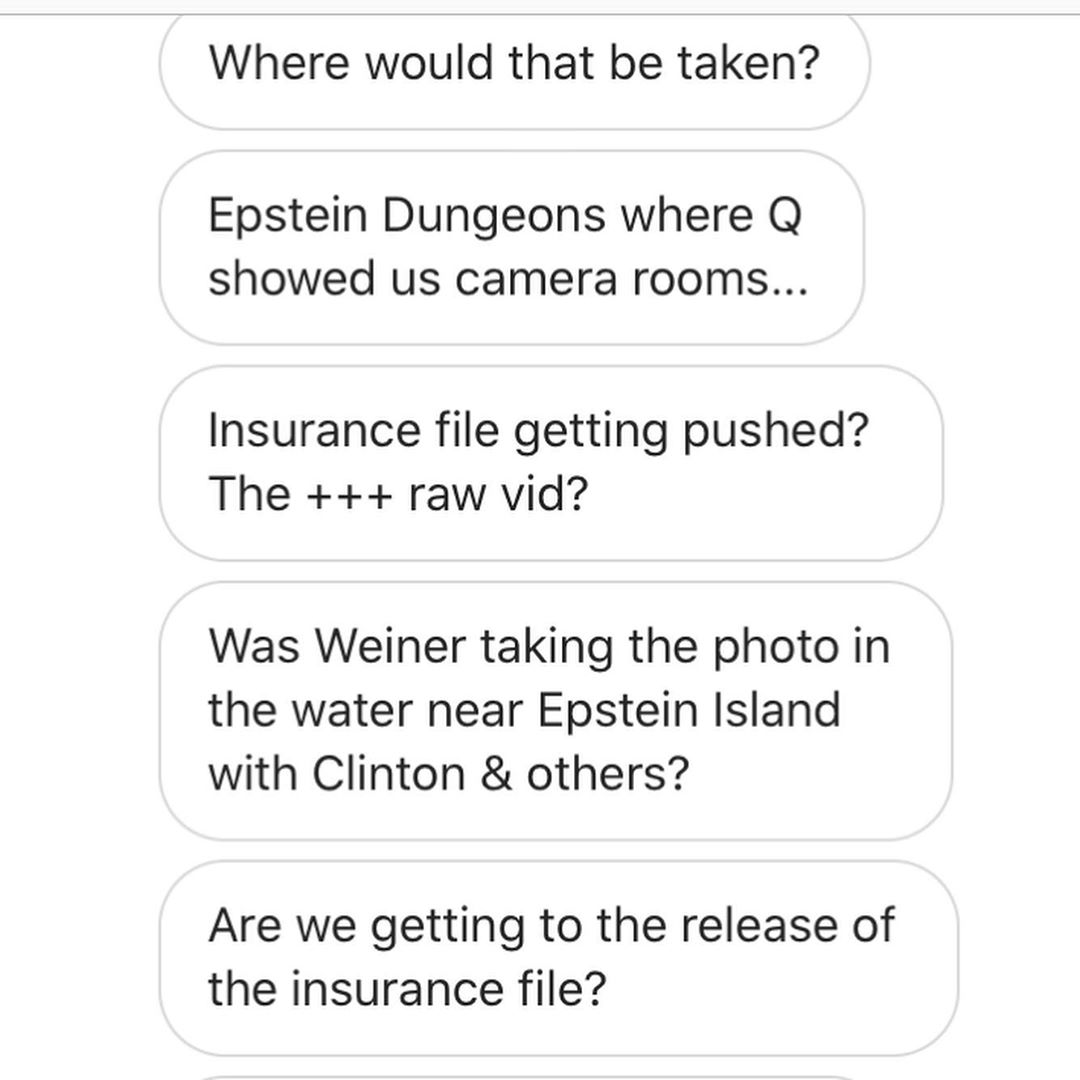 Where would that be taken?
Epstein Dungeons where Q
showed us camera rooms...
Insurance file getting pushed?
The +++ raw vid?
Was Weiner taking the photo in
the water near Epstein Island
with Clinton & others?
Are we getting to the release of
the insurance file?